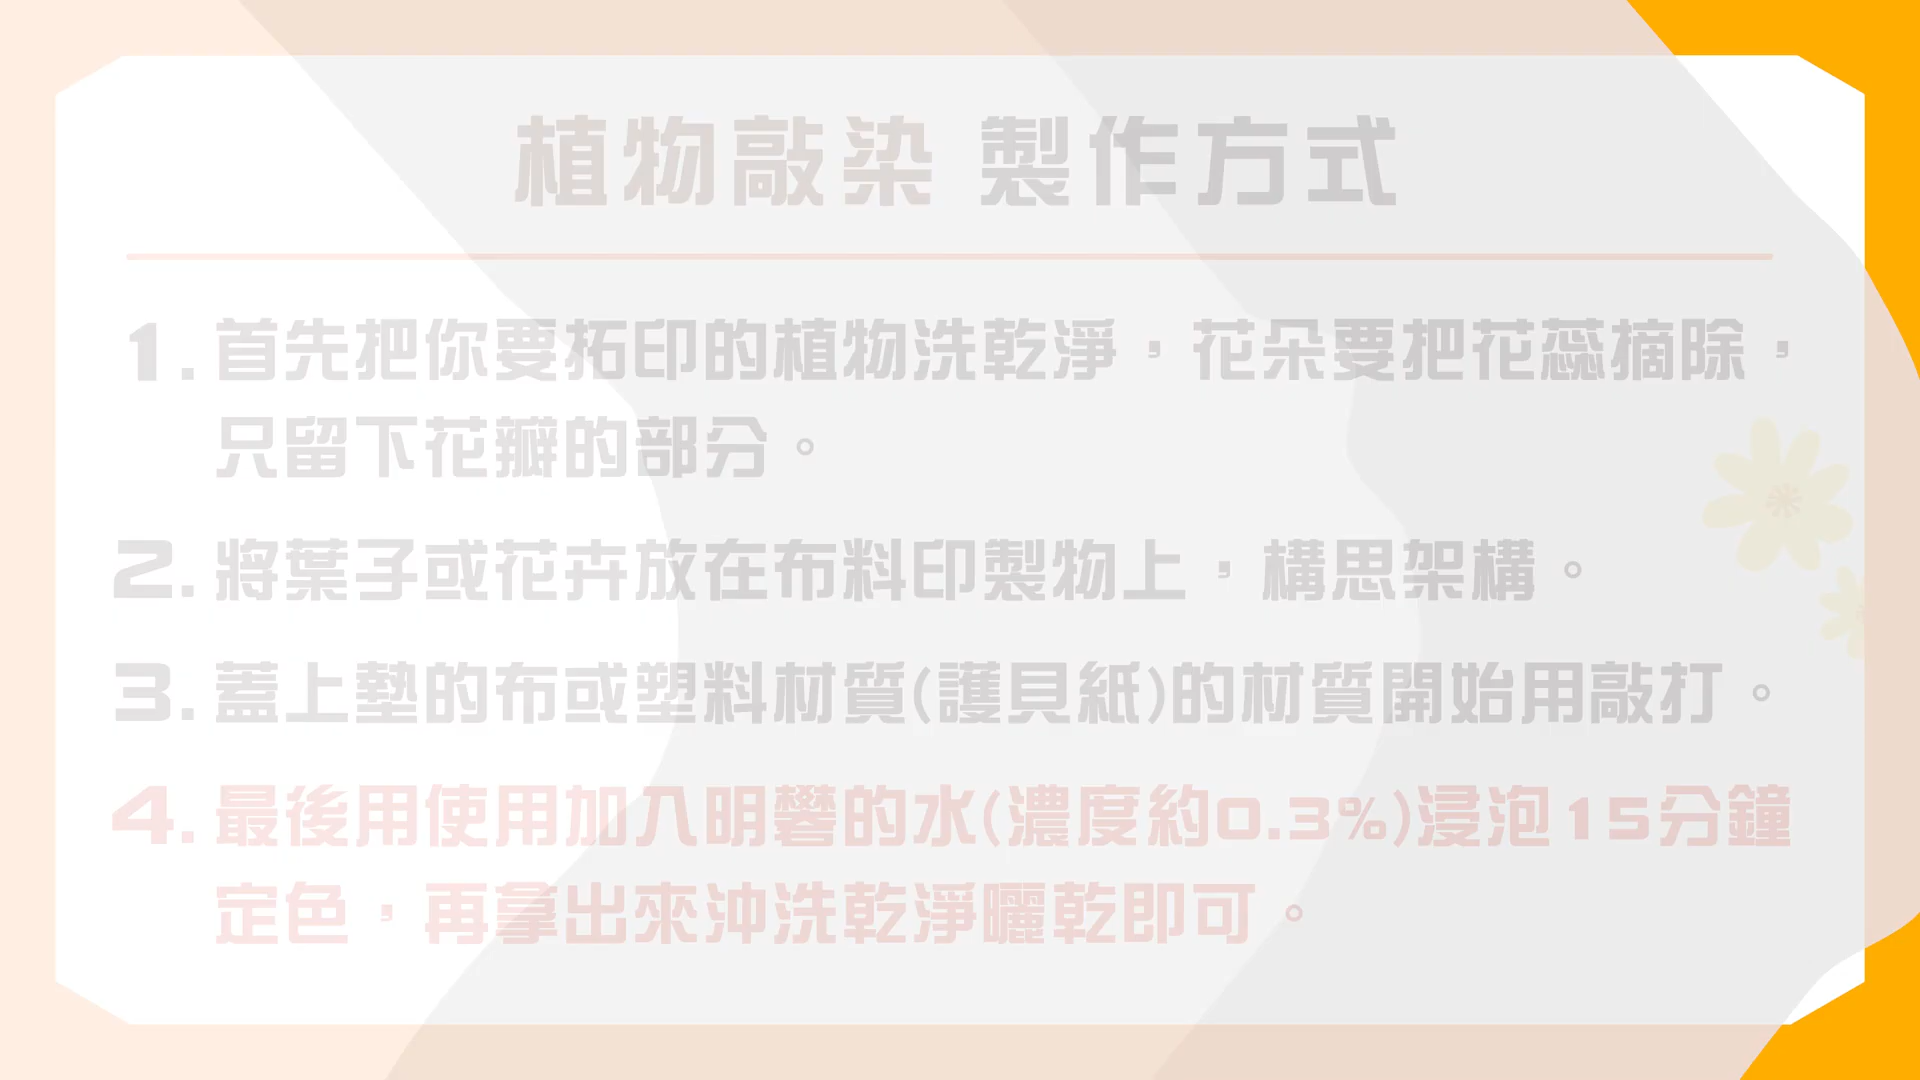 植物敲染 製作方式
1. 首先把你要拓印的植物洗乾淨，花朵要把花蕊摘除，
只留下花瓣的部分。
2. 將葉子或花卉放在布料印製物上，構思架構。
3. 蓋上墊的布或塑料材質(護貝紙)的材質開始用敲打。
4. 最後用使用加入明礬的水(濃度約0.3%)浸泡15分鐘
定色，再拿出來沖洗乾淨曬乾即可。